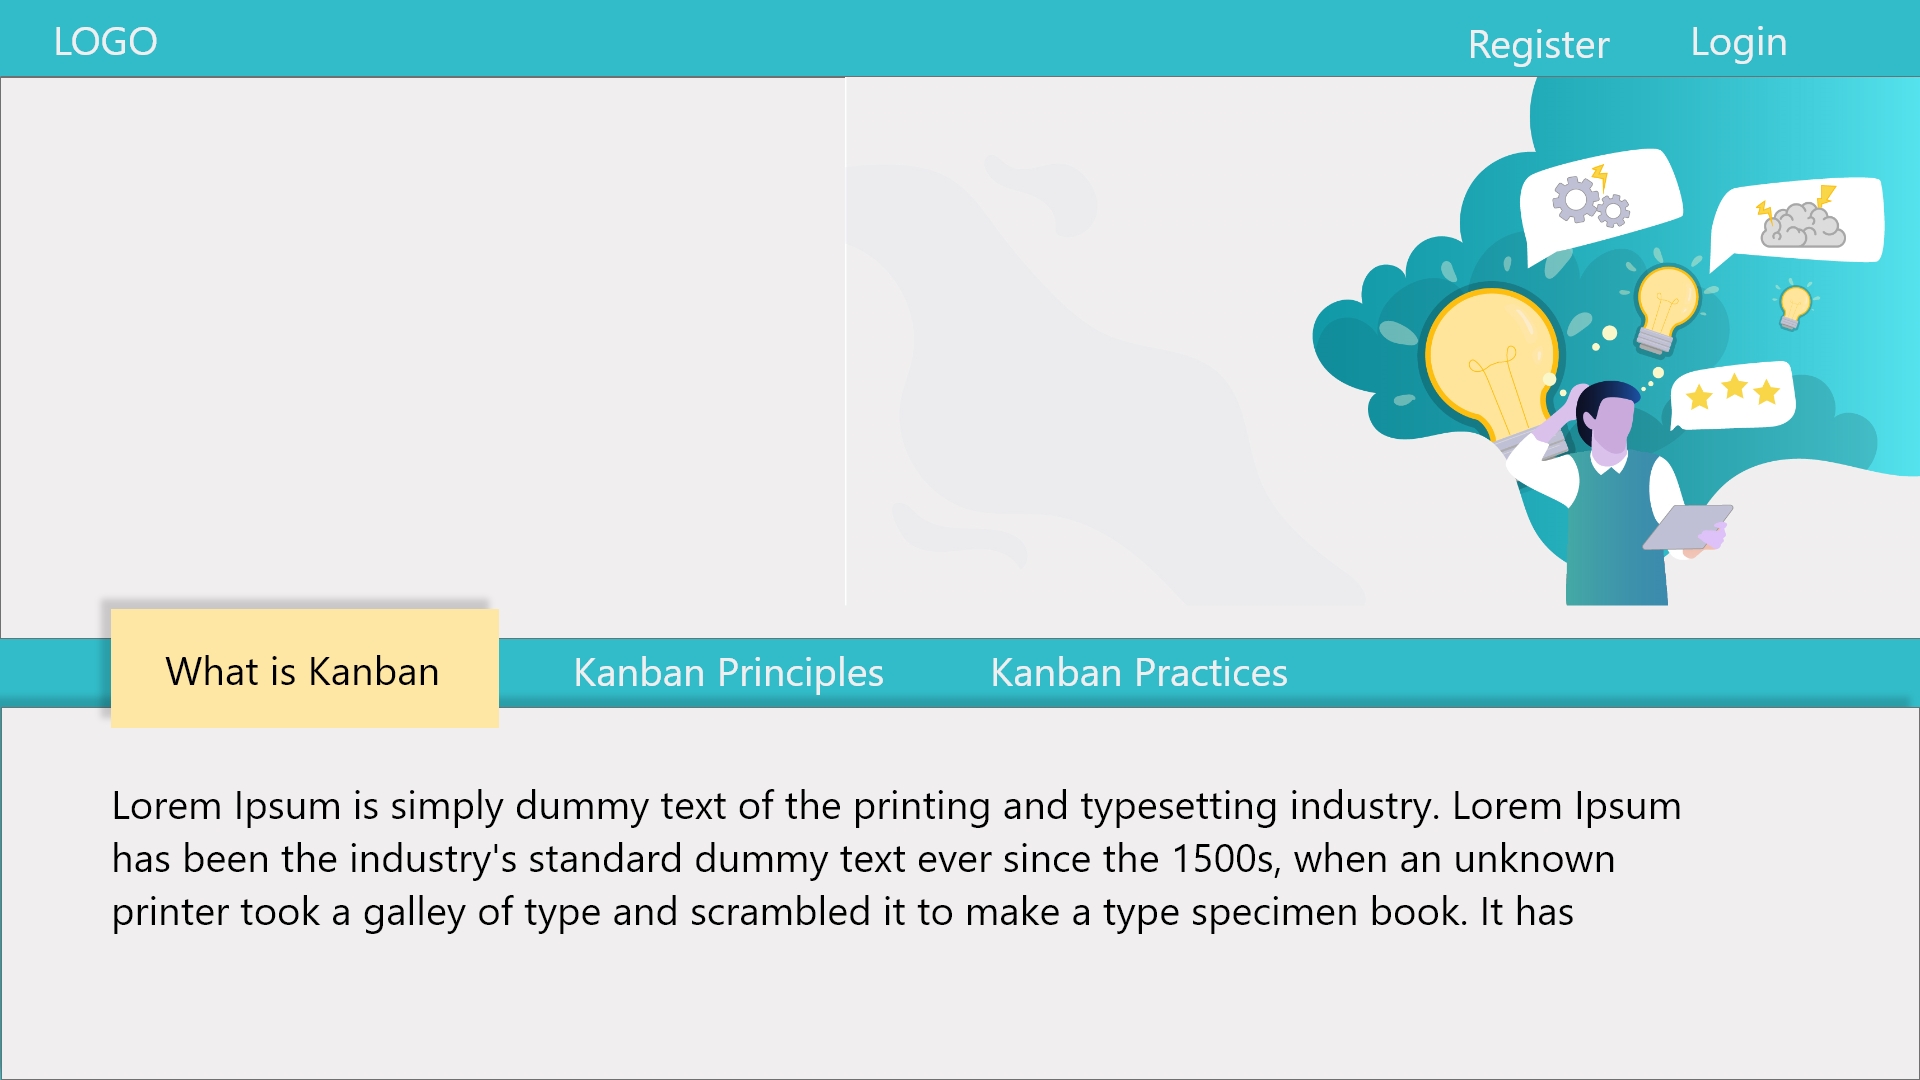 LOGO
Register
Login
What is Kanban
Kanban Principles
Kanban Practices
Lorem Ipsum is simply dummy text of the printing and typesetting industry. Lorem Ipsum
has been the industry's standard dummy text ever since the 1500s, when an unknown
printer took a galley of type and scrambled it to make a type specimen book. It has